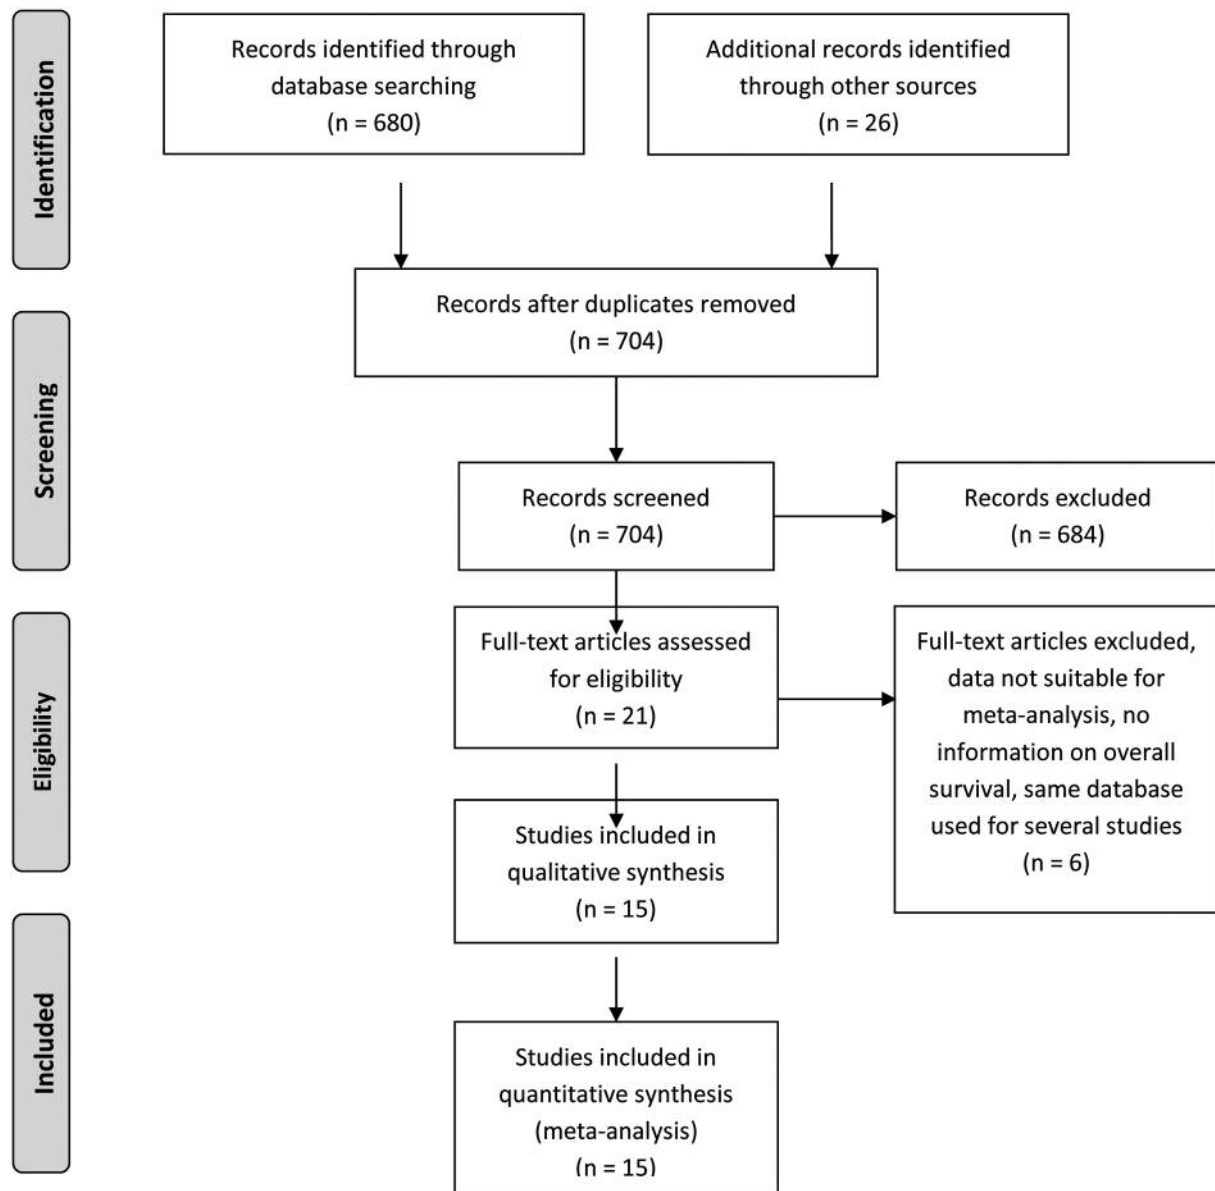 Identification
Records identified through
database searching
(n = 680)
Additional records identified
through other sources
(n = 26)
Records after duplicates removed
(n = 704)
Screening
Records screened
(n = 704)
Records excluded
(n = 684)
Eligibility
Full-text articles assessed
for eligibility
(n = 21)
Full-text articles excluded,
data not suitable for
meta-analysis, no
information on overall
survival, same database
used for several studies
(n = 6)
Studies included in
qualitative synthesis
(n = 15)
Included
Studies included in
quantitative synthesis
(meta-analysis)
(n = 15)